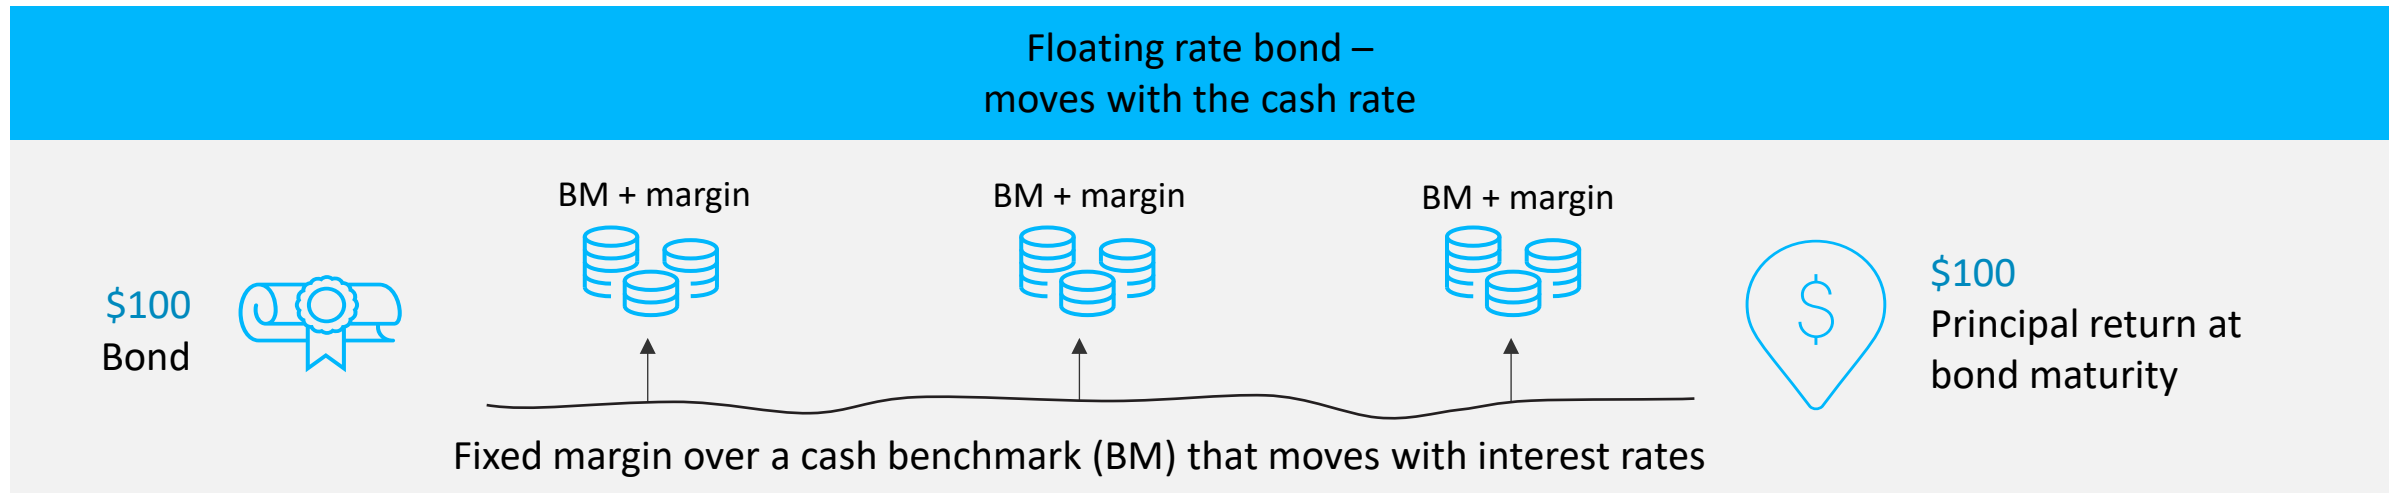 Floating rate bond –
moves with the cash rate
BM + margin
BM + margin
BM + margin
$100
Bond
$
$100
Principal return at
bond maturity
Fixed margin over a cash benchmark (BM) that moves with interest rates